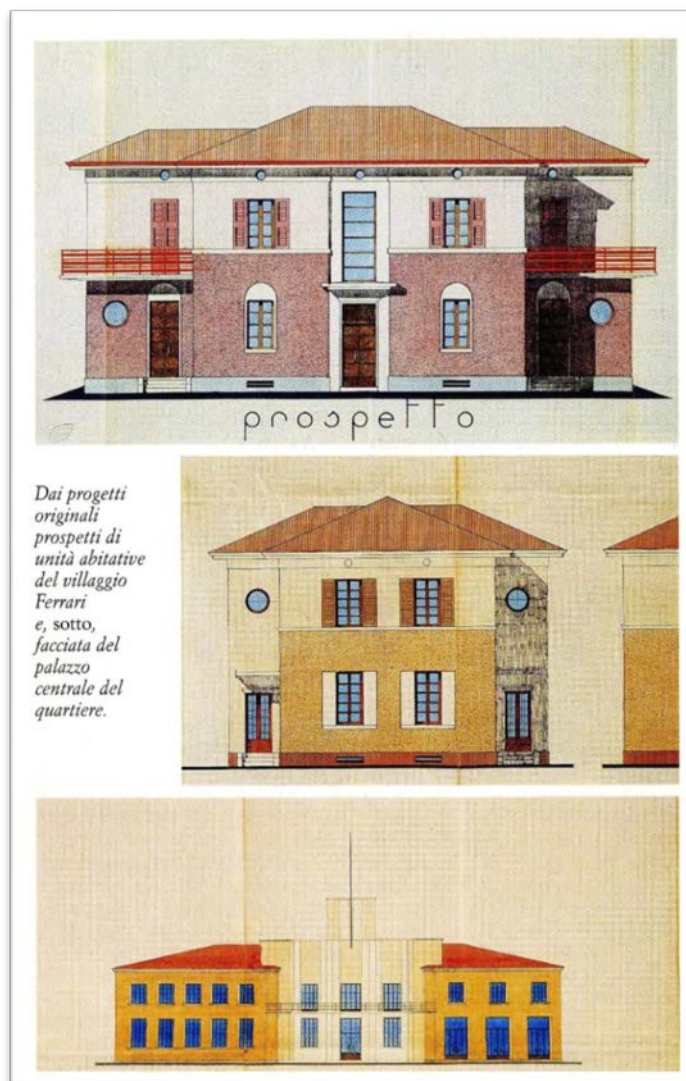 prospetto
Dai progetti
originali
prospetti di
unità abitative
del villaggio
Ferrari
e, sotto,
facciata del
palazzo
centrale del
quartiere.